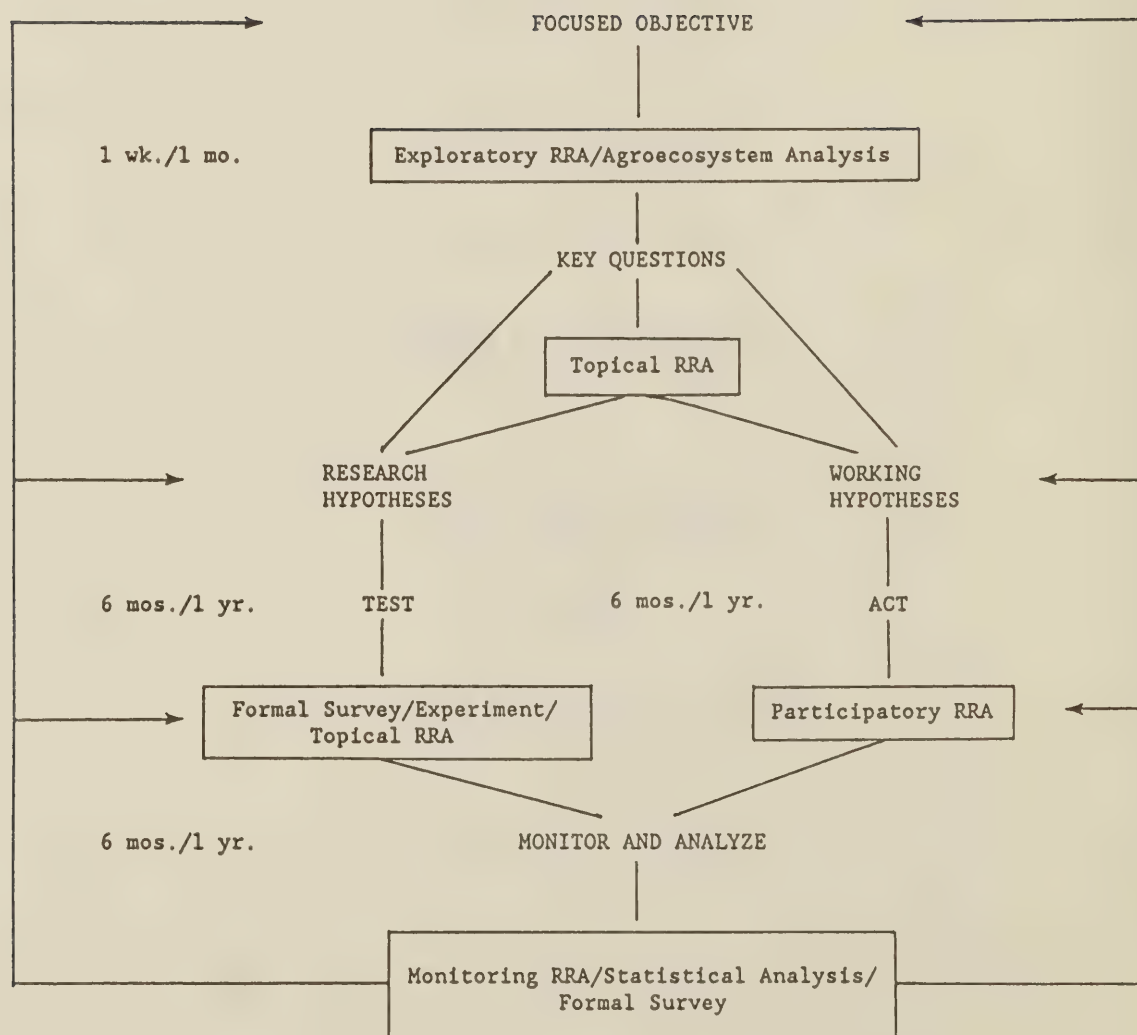 FOCUSED OBJECTIVE
1 wk./1 mo.
Exploratory RRA/Agroecosystem Analysis
KEY QUESTIONS
Topical RRA
RESEARCH
HYPOTHESES
WORKING
HYPOTHESES
6 mos./1 yr.
TEST
6 mos./1 yr.
ACT
Formal Survey/Experiment/
Topical RRA
Participatory RRA
6 mos./1 yr.
MONITOR AND ANALYZE
Monitoring RRA/Statistical Analysis/
Formal Survey